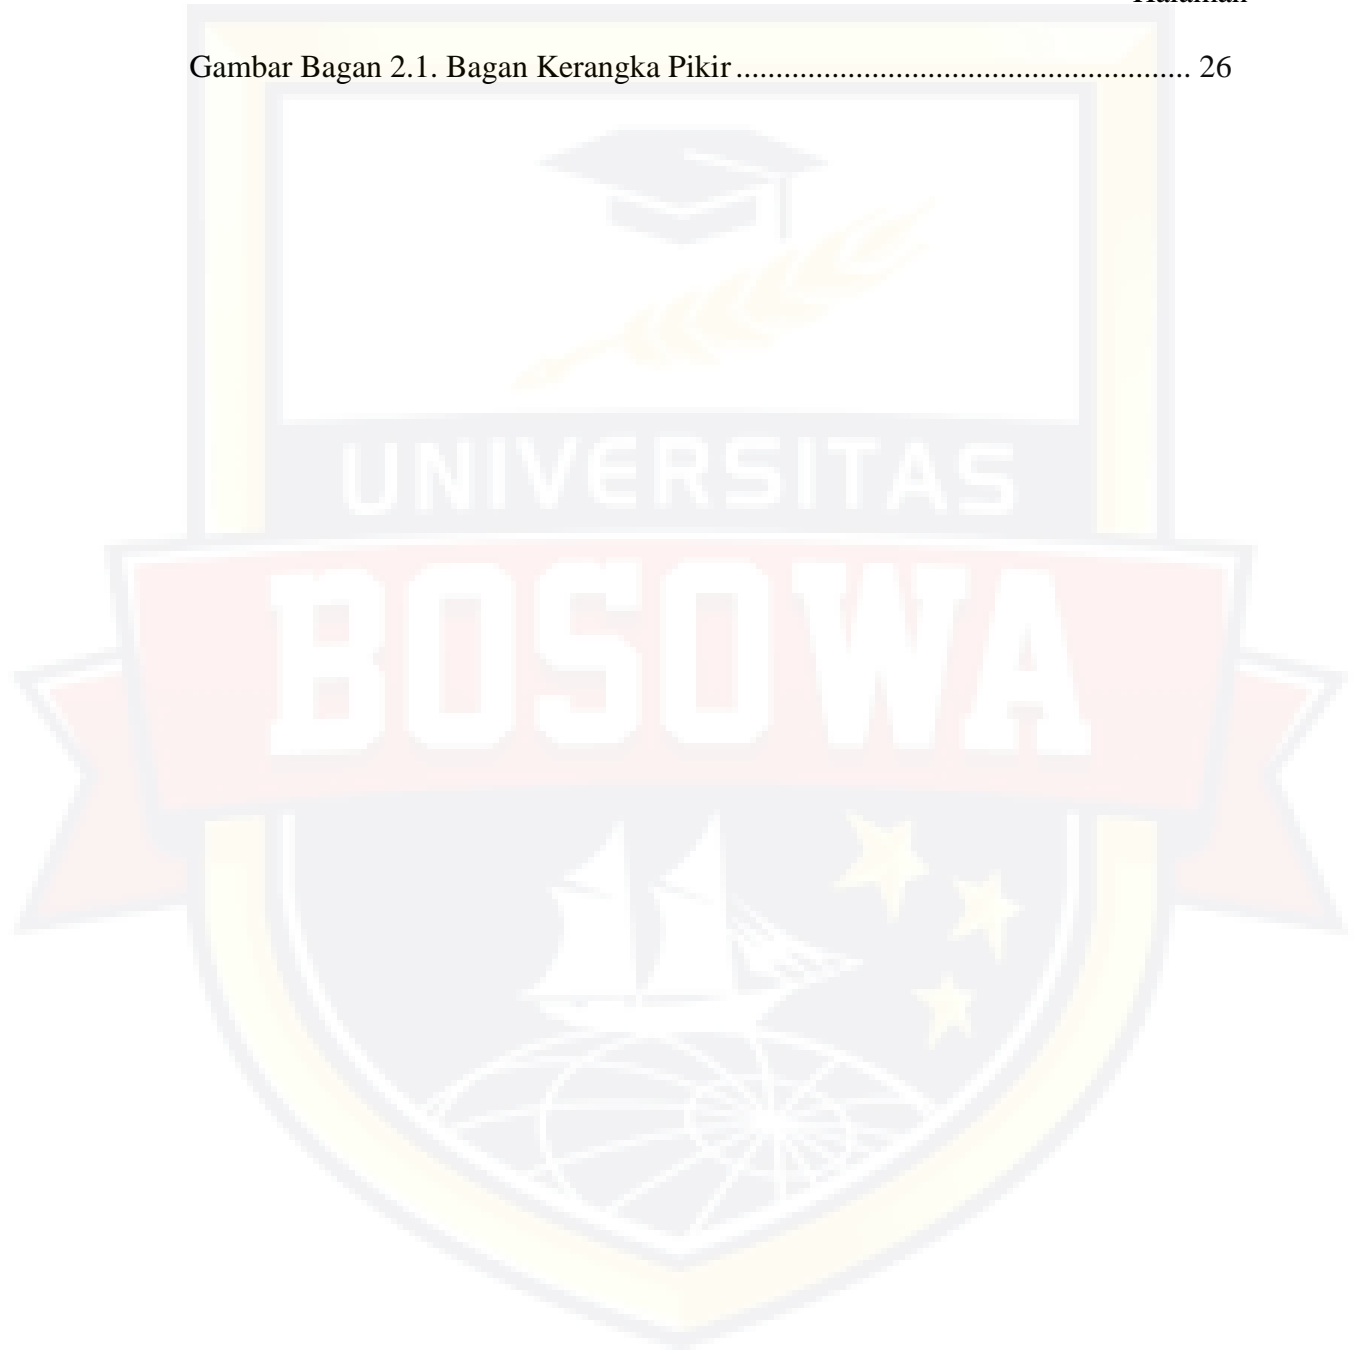 Halaman
Gambar Bagan 2.1. Bagan Kerangka Pikir ........................................................ 26
UNIVERSITAS
BOSOWA